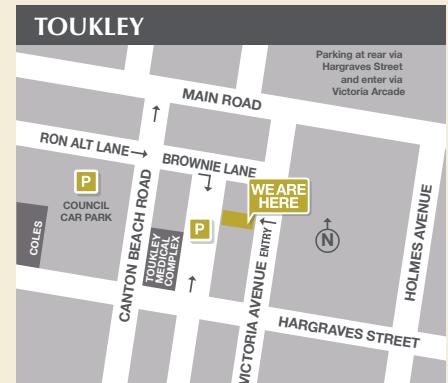 TOUKLEY
Parking at rear via
Hargraves Street
and enter via
Victoria Arcade
MAIN ROAD
RON ALT LANE
BROWNIE LANE
P
COUNCIL
CAR PARK
WE ARE
HERE
P
COLES
CANTON BEACH ROAD
TOUKLEY
MEDICAL
COMPLEX
ENTRY
N
VICTORIA AVENUE
HOLMES AVENUE
HARGRAVES STREET